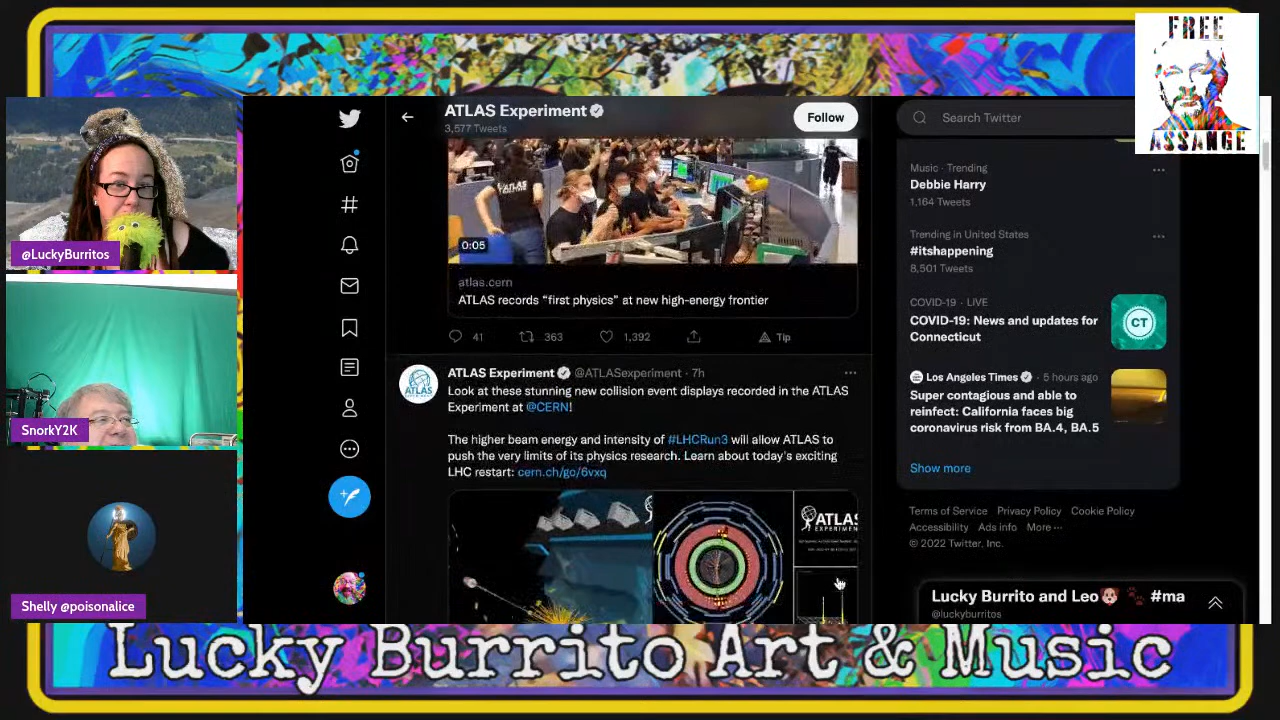 FREE
ASSANGE
@LuckyBurritos
SnorkY2K
Shelly @poisonalice
ATLAS Experiment
3,577 Tweets
Follow
ATLAS
0:05
atlas.cern
ATLAS records “first physics” at new high-energy frontier
41 363 1,392 Tip
ATLAS Experiment @ATLASexperiment · 7h
Look at these stunning new collision event displays recorded in the ATLAS
Experiment at @CERN!
The higher beam energy and intensity of #LHCRun3 will allow ATLAS to
push the very limits of its physics research. Learn about today's exciting
LHC restart: cern.ch/go/6vxq
ATLAS
EXPERIMENT
Search Twitter
Music · Trending
Debbie Harry
1,164 Tweets
Trending in United States
#itshappening
8,501 Tweets
COVID-19 · LIVE
COVID-19: News and updates for
Connecticut
CT
Los Angeles Times · 5 hours ago
Super contagious and able to
reinfect: California faces big
coronavirus risk from BA.4, BA.5
Show more
Terms of Service Privacy Policy Cookie Policy
Accessibility Ads info More ···
© 2022 Twitter, Inc.
Lucky Burrito and Leo🐶 🐾 #ma
@luckyburritos
Lucky Burrito Art & Music